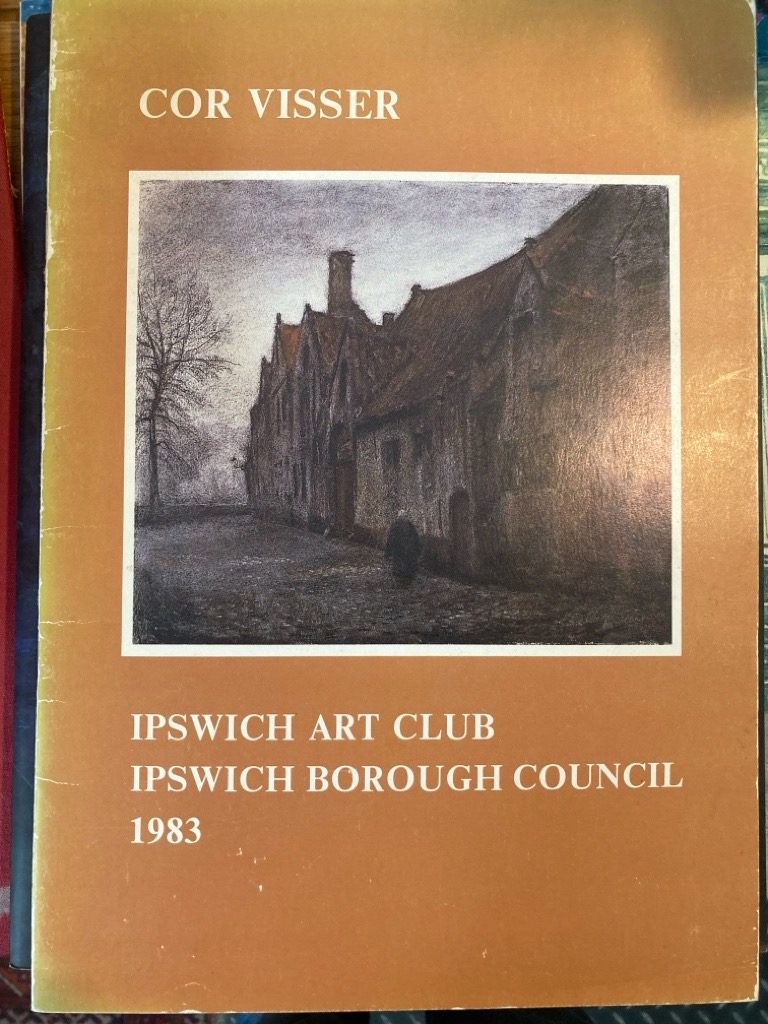 COR VISSER
IPSWICH ART CLUB
IPSWICH BOROUGH COUNCIL
1983